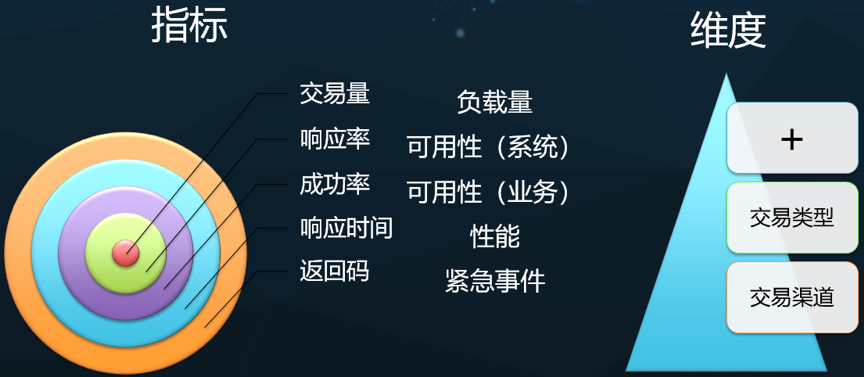 指标
维度
交易量
负载量
响应率
可用性（系统）
成功率
可用性（业务）
响应时间
性能
返回码
紧急事件
+
交易类型
交易渠道